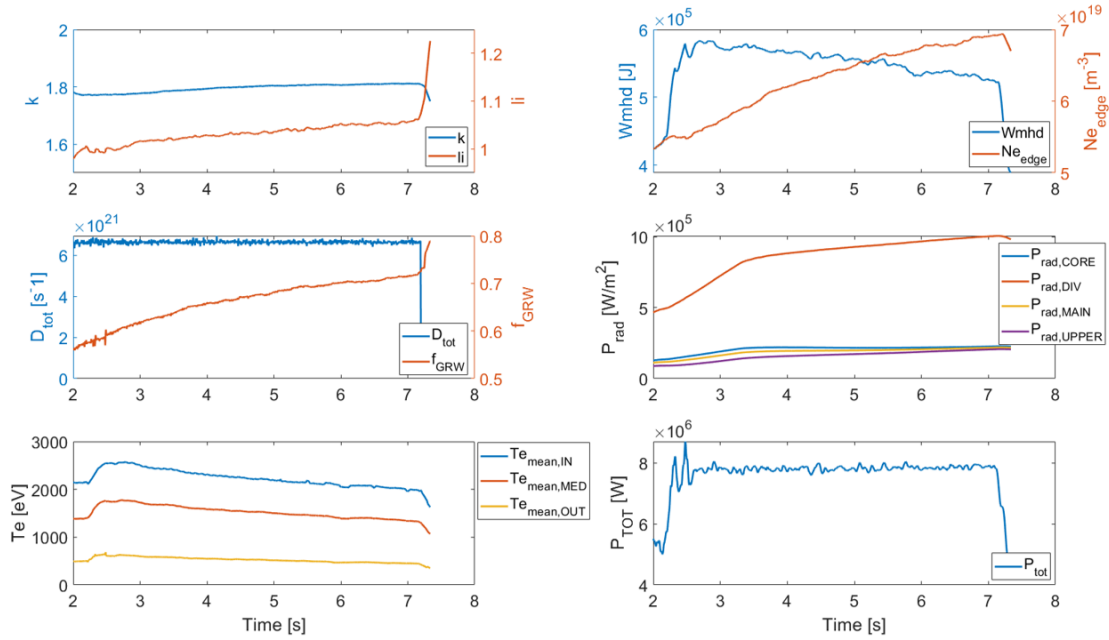 2
1.8
1.6
k
1.2
1.1
1
li
k
li
2 3 4 5 6 7 8
×10^5
6
5
4
Wmhd [J]
×10^19
7
6
5
Ne_edge [m^-3]
Wmhd
Ne_edge
2 3 4 5 6 7 8
×10^21
6
4
2
0
D_tot [s^-1]
0.8
0.7
0.6
0.5
f_GRW
D_tot
f_GRW
2 3 4 5 6 7 8
×10^5
10
5
0
P_rad [W/m^2]
P_rad,CORE
P_rad,DIV
P_rad,MAIN
P_rad,UPPER
2 3 4 5 6 7 8
3000
2000
1000
0
Te [eV]
Te_mean,IN
Te_mean,MED
Te_mean,OUT
2 3 4 5 6 7 8
Time [s]
×10^6
8
6
4
P_TOT [W]
P_tot
2 3 4 5 6 7 8
Time [s]